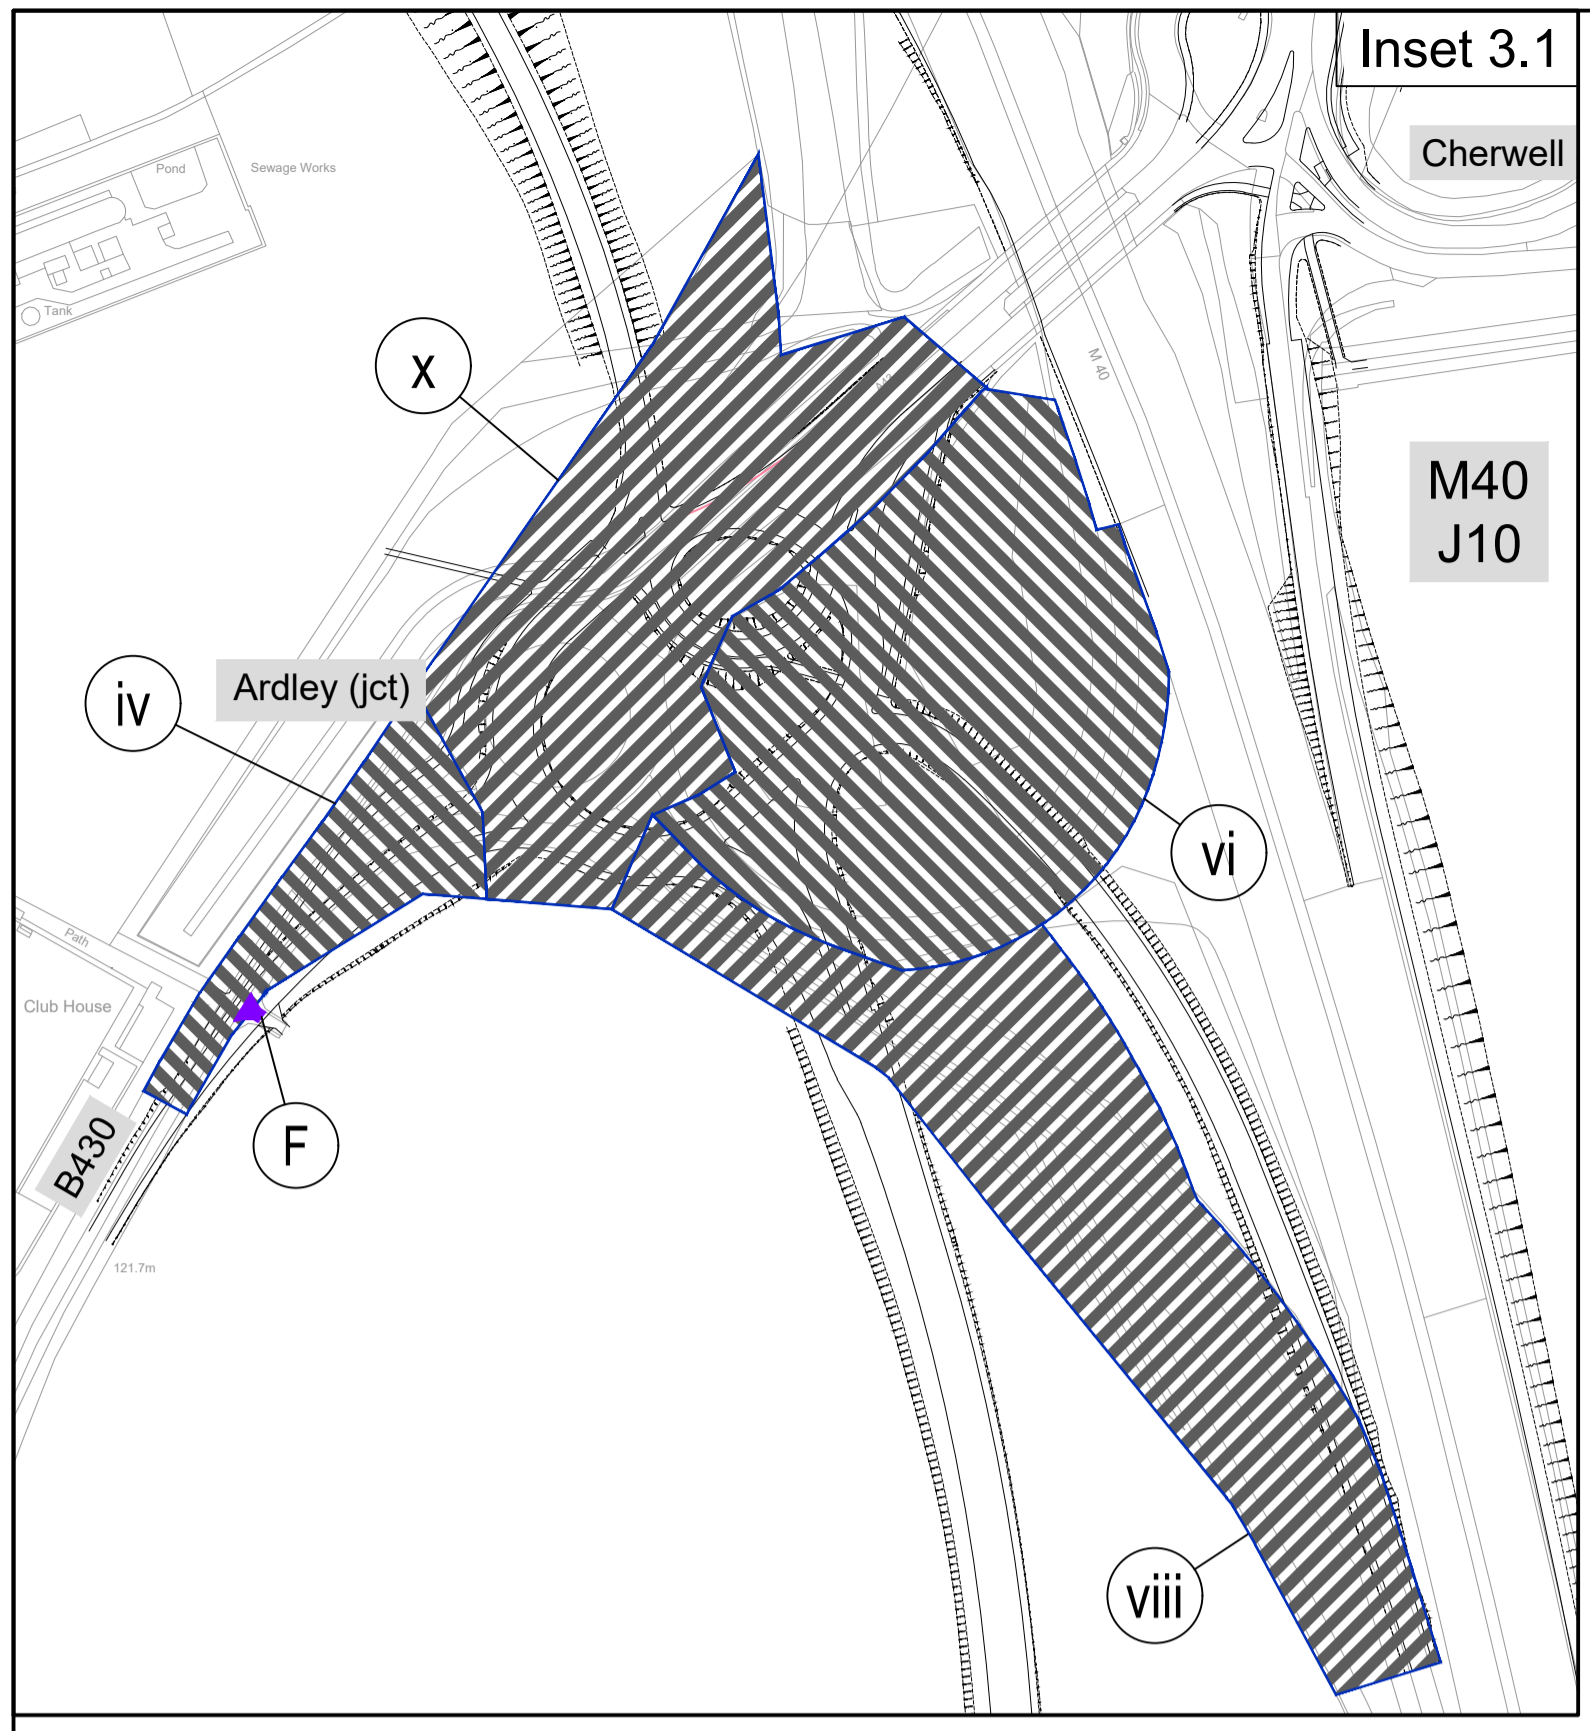 Inset 3.1
Cherwell
Pond
Sewage Works
Tank
x
M 40
M40
J10
iv
Ardley (jct)
vi
Path
Club House
F
B430
121.7m
viii